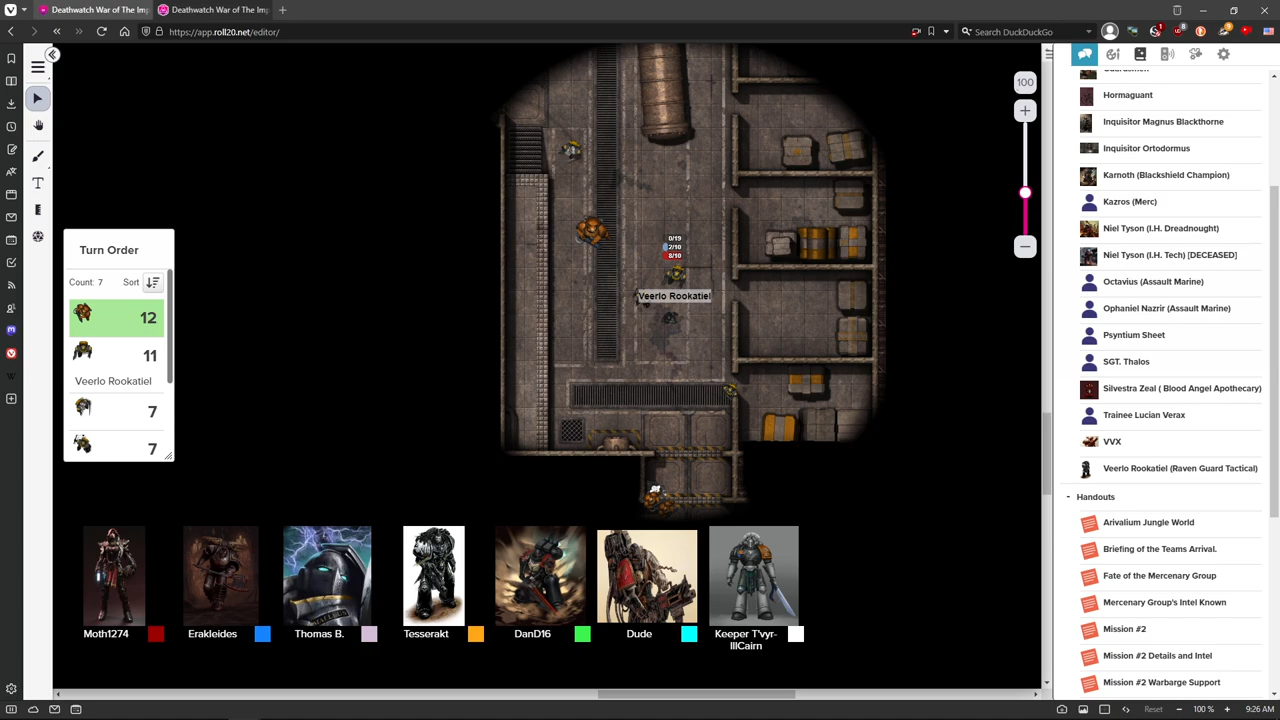 Deathwatch War of The Imp
Deathwatch War of The Imp
https://app.roll20.net/editor/
Search DuckDuckGo
100
Hormaguant
Inquisitor Magnus Blackthorne
Inquisitor Ortodormus
Karnoth (Blackshield Champion)
Kazros (Merc)
Niel Tyson (I.H. Dreadnought)
Niel Tyson (I.H. Tech) [DECEASED]
Octavius (Assault Marine)
Ophaniel Nazrir (Assault Marine)
Psyntium Sheet
SGT. Thalos
Silvestra Zeal ( Blood Angel Apothecary)
Trainee Lucian Verax
VVX
Veerlo Rookatiel (Raven Guard Tactical)
Handouts
Arivalium Jungle World
Briefing of the Teams Arrival.
Fate of the Mercenary Group
Mercenary Group's Intel Known
Mission #2
Mission #2 Details and Intel
Mission #2 Warbarge Support
Turn Order
Count: 7 Sort
12
11
Veerlo Rookatiel
7
7
0/19
2/10
8/10
Veerlo Rookatiel
Moth1274
Erakleides
Thomas B.
Yesserakt
DanD16
Dude
Keeper T'vyr-
IllCairn
Reset
100 %
9:26 AM